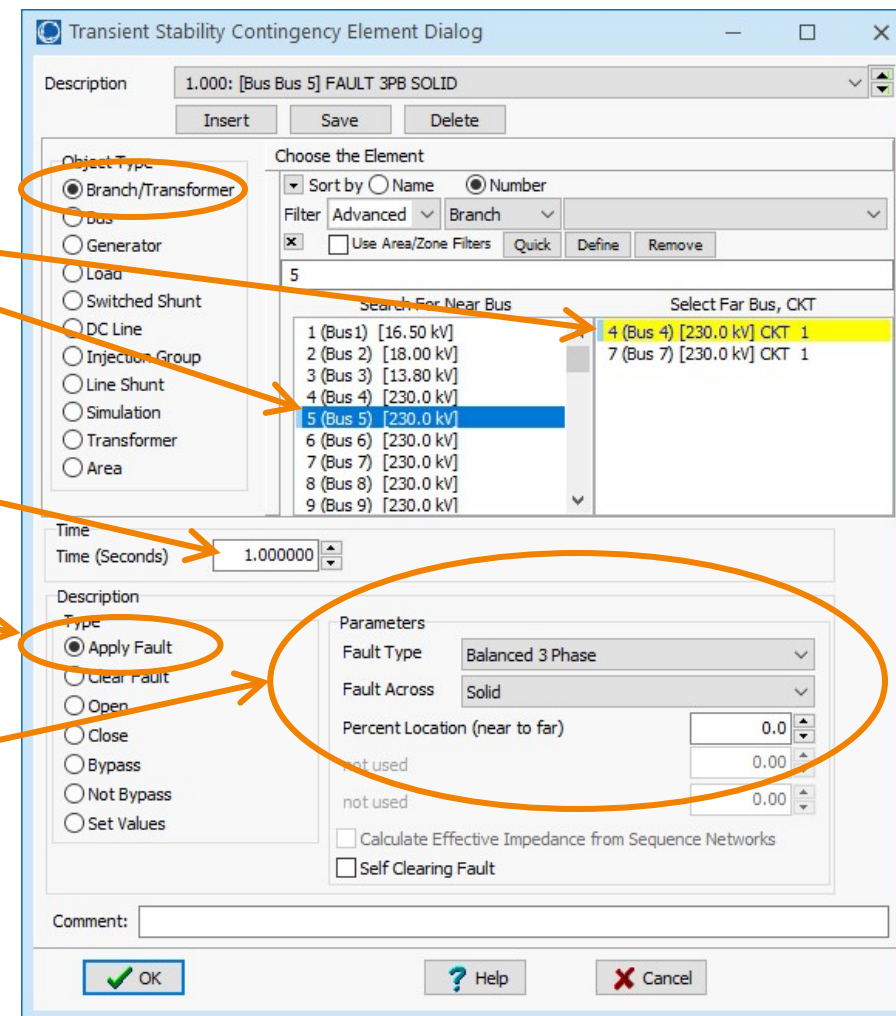 Transient Stability Contingency Element Dialog
Description 1.000: [Bus Bus 5] FAULT 3PB SOLID
Insert Save Delete
Object Type
Branch/Transformer
Bus
Generator
Load
Switched Shunt
DC Line
Injection Group
Line Shunt
Simulation
Transformer
Area
Choose the Element
Sort by Name Number
Filter Advanced Branch
Use Area/Zone Filters Quick Define Remove
5
Search For Near Bus
1 (Bus1) [16.50 kV]
2 (Bus 2) [18.00 kV]
3 (Bus 3) [13.80 kV]
4 (Bus 4) [230.0 kV]
5 (Bus 5) [230.0 kV]
6 (Bus 6) [230.0 kV]
7 (Bus 7) [230.0 kV]
8 (Bus 8) [230.0 kV]
9 (Bus 9) [230.0 kV]
Select Far Bus, CKT
4 (Bus 4) [230.0 kV] CKT 1
7 (Bus 7) [230.0 kV] CKT 1
Time
Time (Seconds) 1.000000
Description
Type
Apply Fault
Clear Fault
Open
Close
Bypass
Not Bypass
Set Values
Parameters
Fault Type Balanced 3 Phase
Fault Across Solid
Percent Location (near to far) 0.0
not used 0.00
not used 0.00
Calculate Effective Impedance from Sequence Networks
Self Clearing Fault
Comment:
OK ? Help Cancel